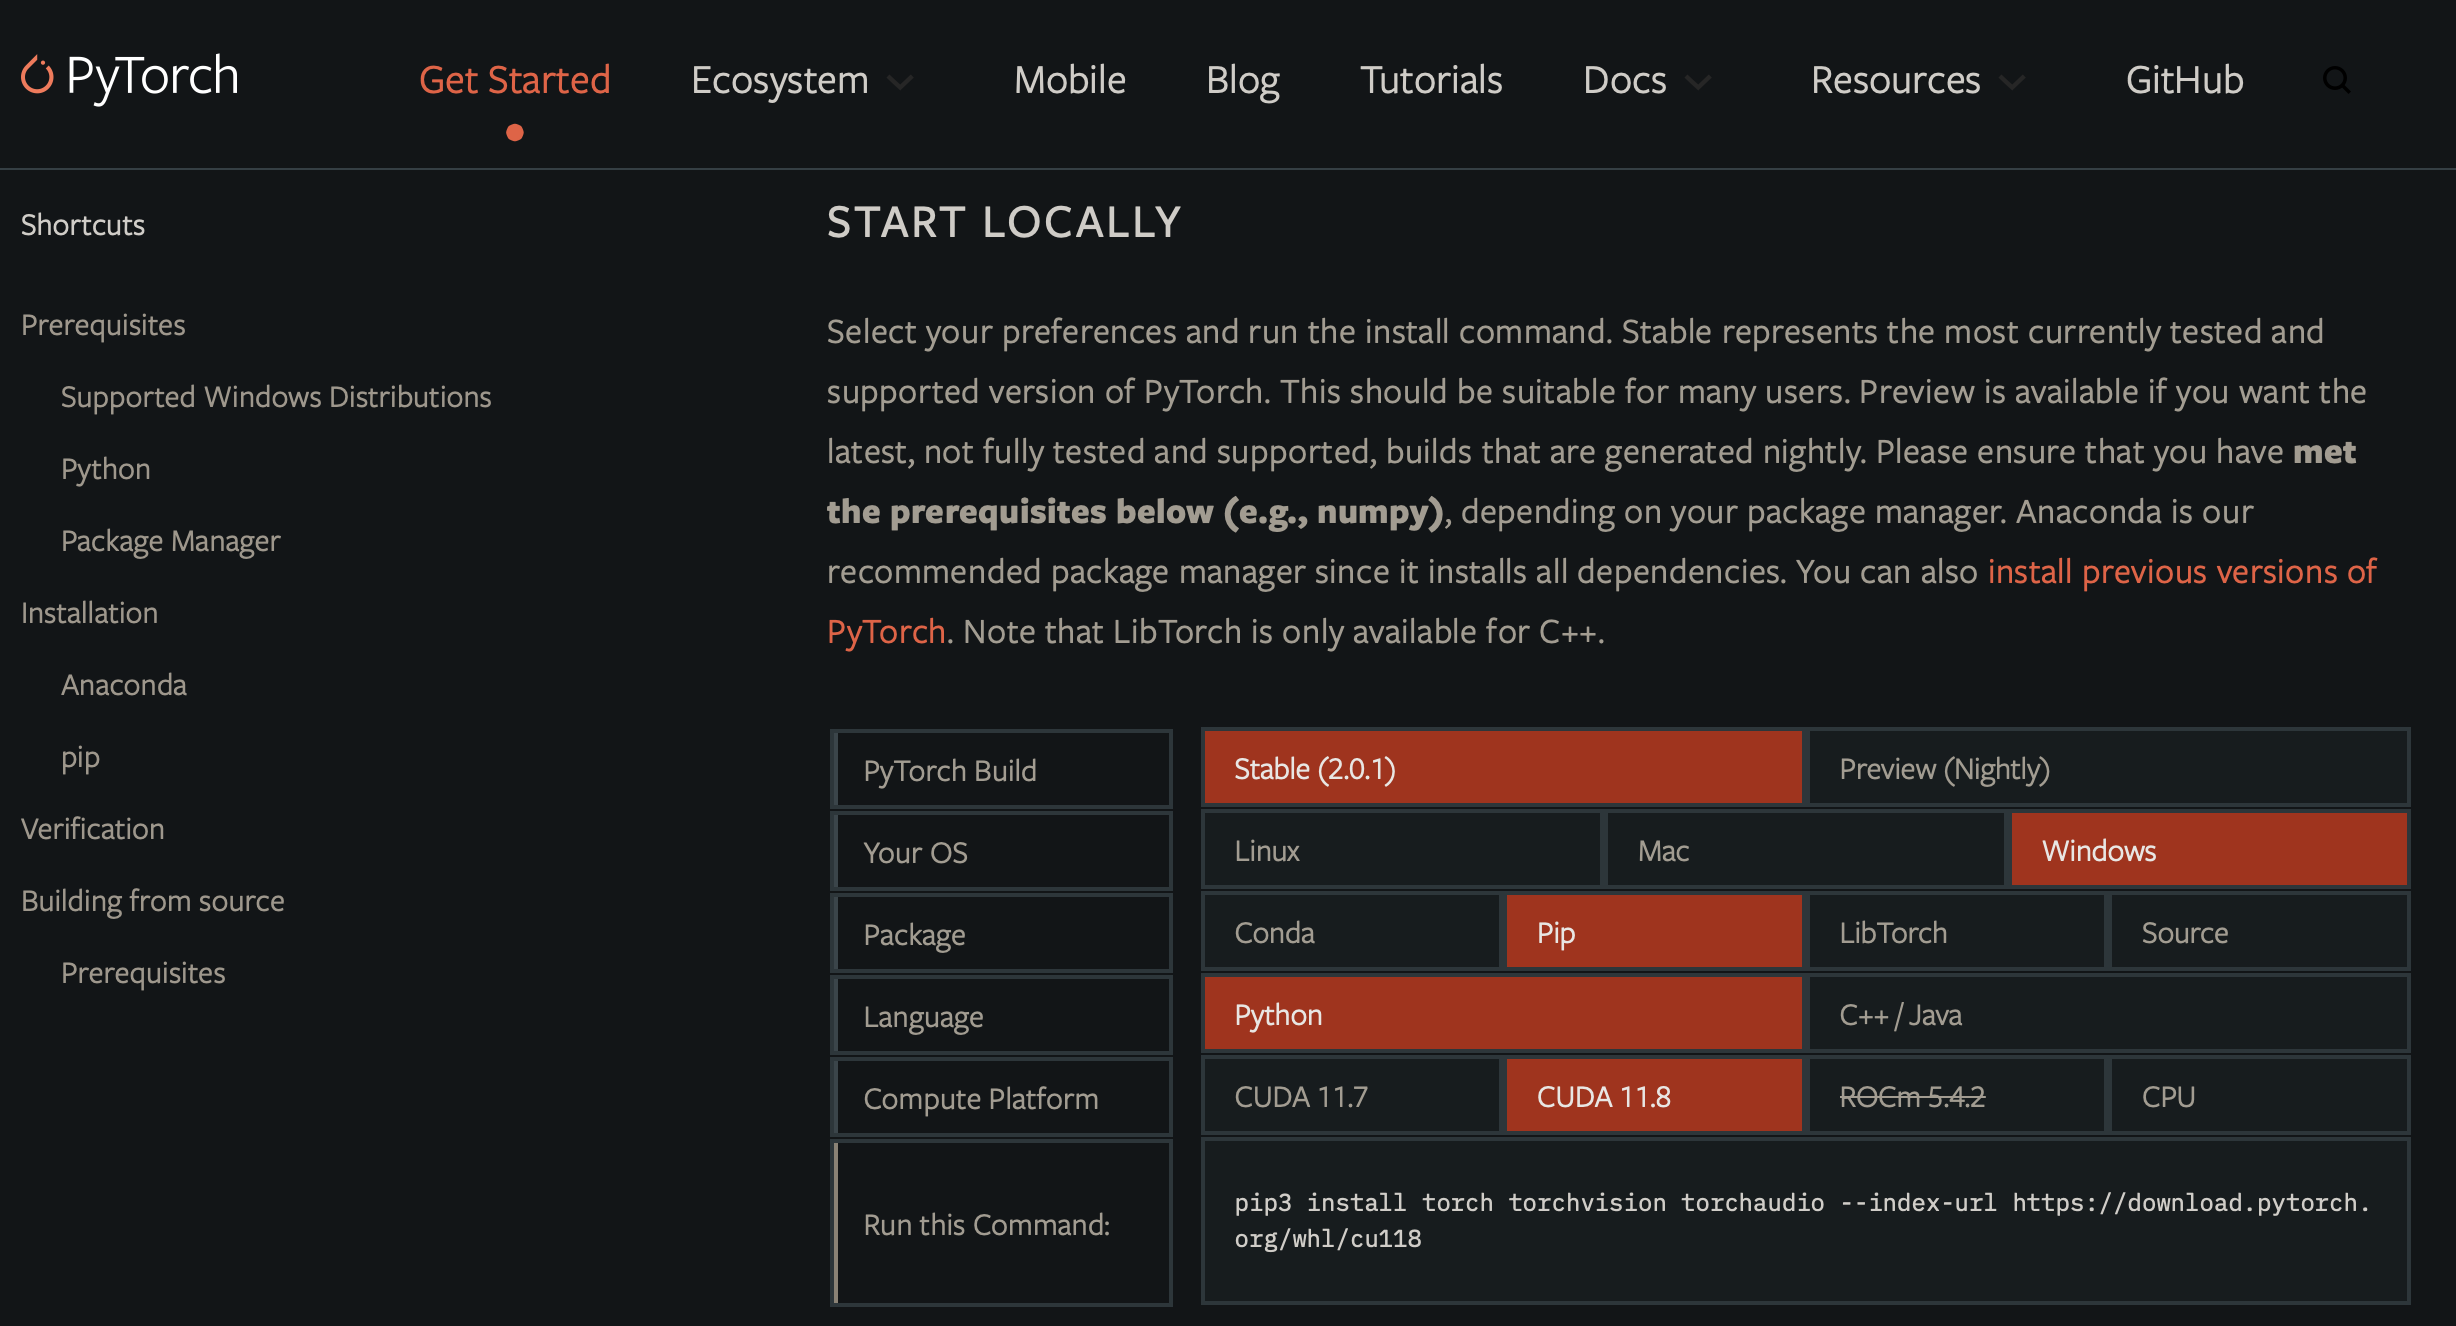 PyTorch
Get Started
Ecosystem
Mobile
Blog
Tutorials
Docs
Resources
GitHub
Shortcuts
Prerequisites
Supported Windows Distributions
Python
Package Manager
Installation
Anaconda
pip
Verification
Building from source
Prerequisites
START LOCALLY
Select your preferences and run the install command. Stable represents the most currently tested and
supported version of PyTorch. This should be suitable for many users. Preview is available if you want the
latest, not fully tested and supported, builds that are generated nightly. Please ensure that you have met
the prerequisites below (e.g., numpy), depending on your package manager. Anaconda is our
recommended package manager since it installs all dependencies. You can also install previous versions of
PyTorch. Note that LibTorch is only available for C++.
PyTorch Build
Stable (2.0.1)
Preview (Nightly)
Your OS
Linux
Mac
Windows
Package
Conda
Pip
LibTorch
Source
Language
Python
C++ / Java
Compute Platform
CUDA 11.7
CUDA 11.8
ROCm 5.4.2
CPU
Run this Command:
pip3 install torch torchvision torchaudio --index-url https://download.pytorch.
org/whl/cu118